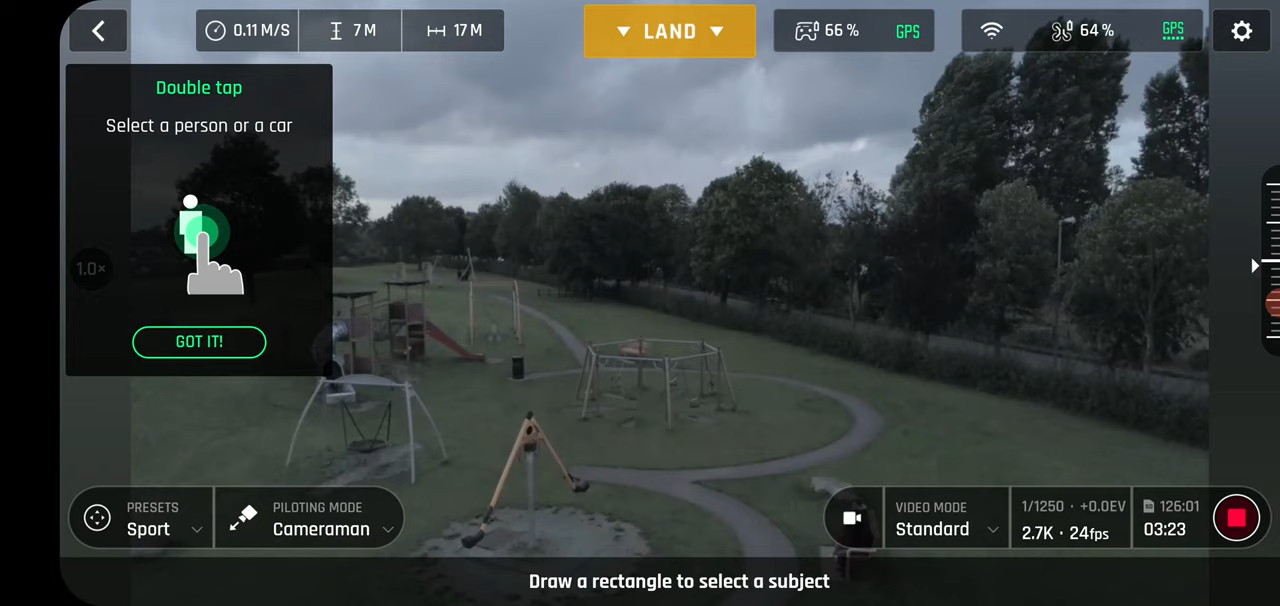 0.11 M/S
7 M
17 M
LAND
66 %
GPS
64 %
GPS
Double tap
Select a person or a car
1.0×
GOT IT!
PRESETS
Sport
PILOTING MODE
Cameraman
VIDEO MODE
Standard
1/1250 · +0.0EV
2.7K · 24fps
126:01
03:23
Draw a rectangle to select a subject